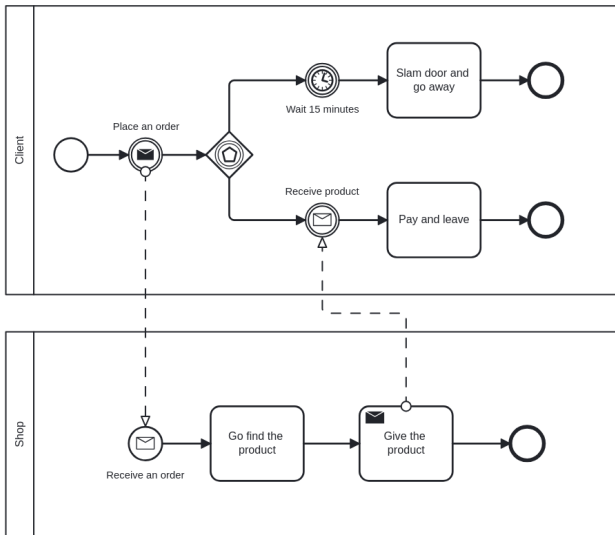 Client
Place an order
Wait 15 minutes
Slam door and
go away
Receive product
Pay and leave
Shop
Receive an order
Go find the
product
Give the
product